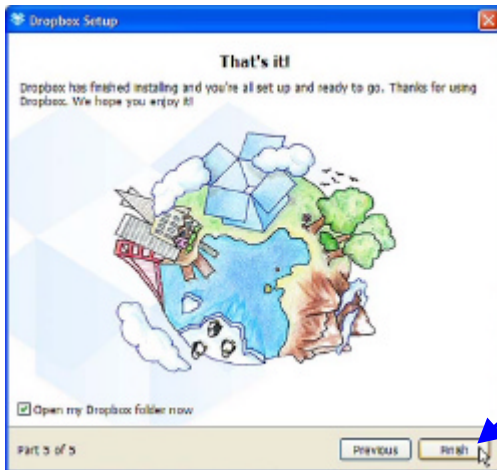 Dropbox Setup
That's it!
Dropbox has finished installing and you're all set up and ready to go. Thanks for using
Dropbox. We hope you enjoy it!
Open my Dropbox folder now
Part 5 of 5
Previous
Finish